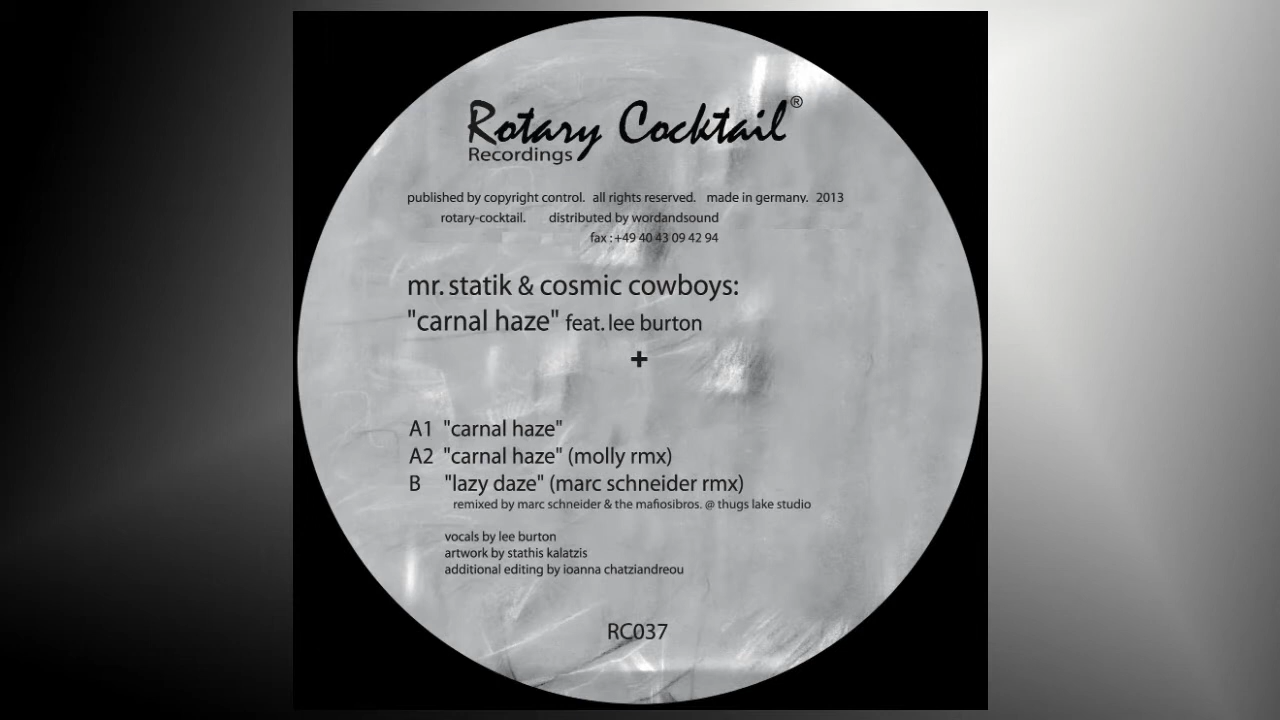 Rotary Cocktail®
Recordings
published by copyright control. all rights reserved. made in germany. 2013
rotary-cocktail. distributed by wordandsound
fax : +49 40 43 09 42 94
mr. statik & cosmic cowboys:
"carnal haze" feat. lee burton
+
A1 "carnal haze"
A2 "carnal haze" (molly rmx)
B "lazy daze" (marc schneider rmx)
remixed by marc schneider & the mafiosibros. @ thugs lake studio
vocals by lee burton
artwork by stathis kalatzis
additional editing by ioanna chatziandreou
RC037